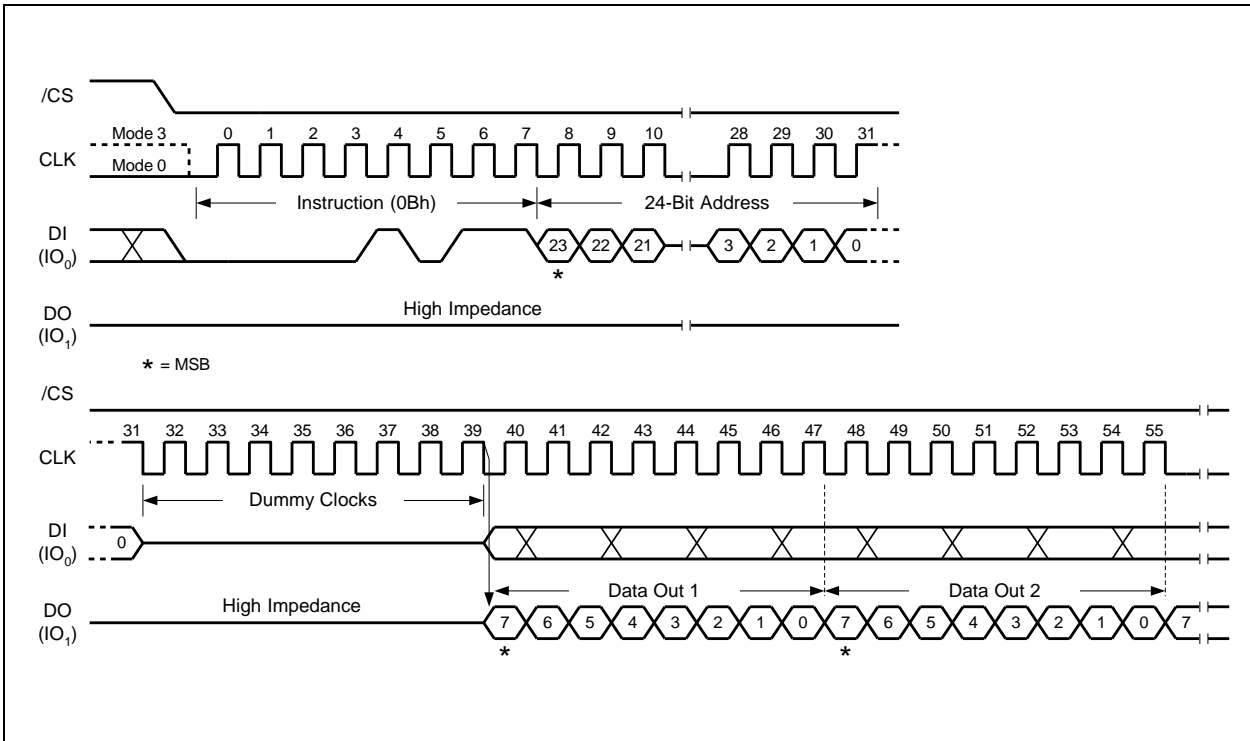 /CS
Mode 3 0 1 2 3 4 5 6 7 8 9 10 28 29 30 31
CLK
Mode 0
Instruction (0Bh) 24-Bit Address
DI
(IO0) 23 22 21 3 2 1 0
*
DO High Impedance
(IO1)
* = MSB
/CS
31 32 33 34 35 36 37 38 39 40 41 42 43 44 45 46 47 48 49 50 51 52 53 54 55
CLK
Dummy Clocks
DI
(IO0) 0
Data Out 1 Data Out 2
DO High Impedance
(IO1) 7 6 5 4 3 2 1 0 7 6 5 4 3 2 1 0 7
* *